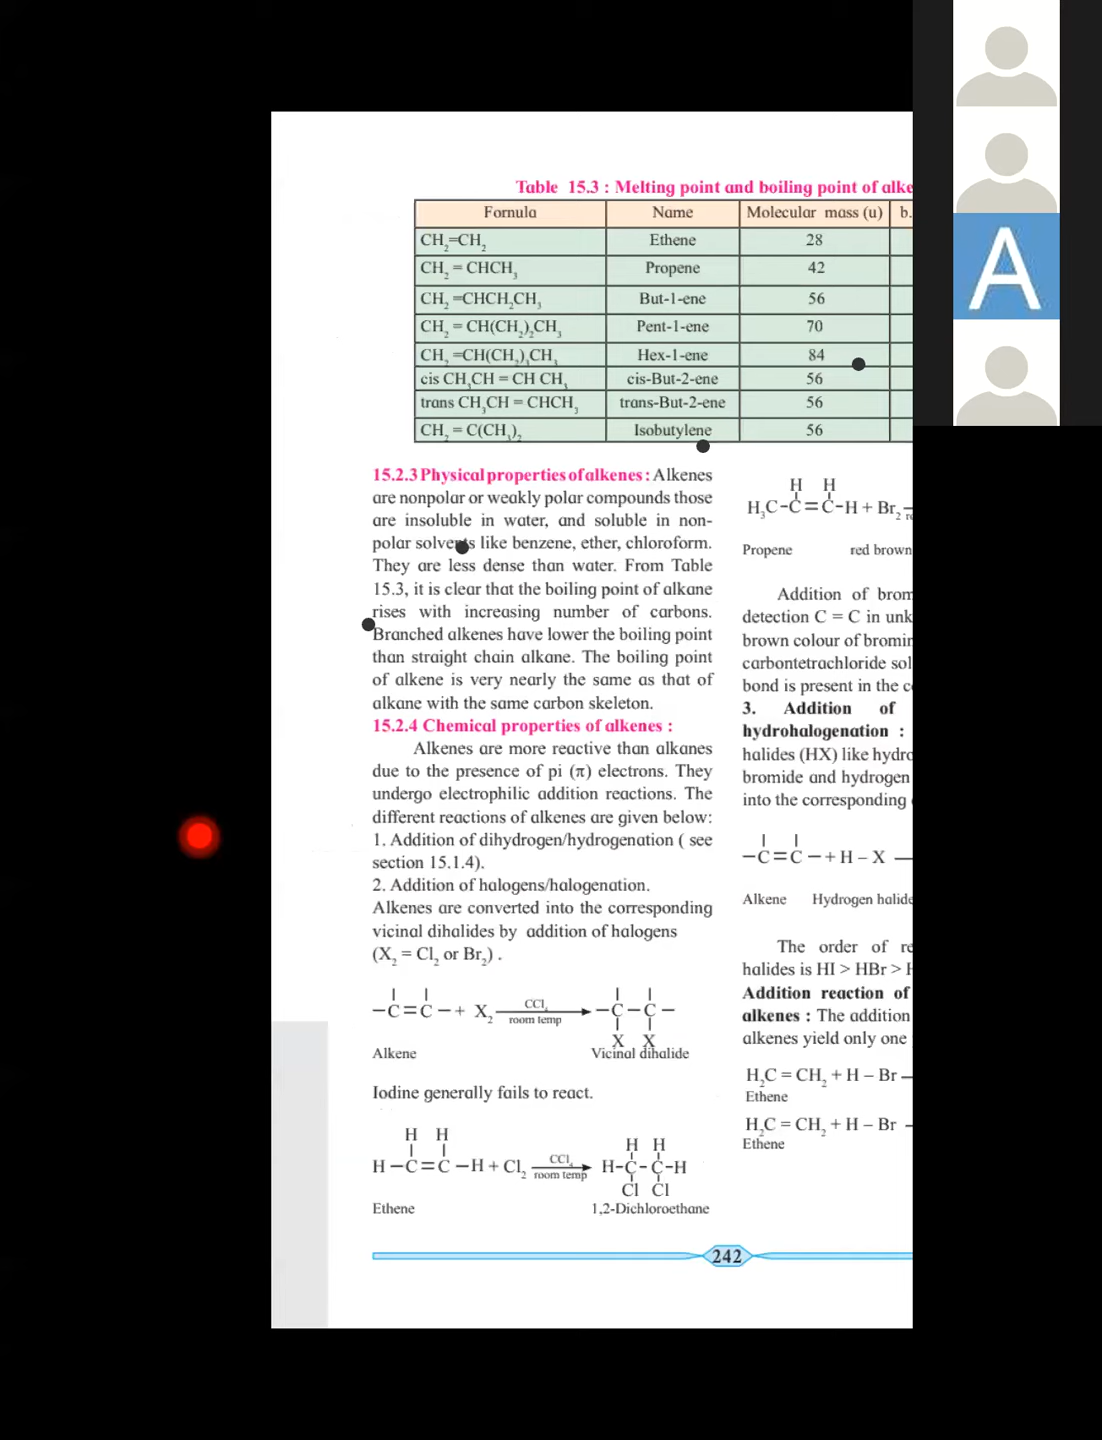 A
Table 15.3 : Melting point and boiling point of alke
Fornula Name Molecular mass (u) b.
CH₂=CH₂ Ethene 28
CH₂ = CHCH₃ Propene 42
CH₂ =CHCH₂CH₃ But-1-ene 56
CH₂ = CH(CH₂)₂CH₃ Pent-1-ene 70
CH₂ =CH(CH₂)₃CH₃ Hex-1-ene 84
cis CH₃CH = CH CH₃ cis-But-2-ene 56
trans CH₃CH = CHCH₃ trans-But-2-ene 56
CH₂ = C(CH₃)₂ Isobutylene 56
15.2.3 Physical properties of alkenes : Alkenes
are nonpolar or weakly polar compounds those
are insoluble in water, and soluble in non-
polar solvents like benzene, ether, chloroform.
They are less dense than water. From Table
15.3, it is clear that the boiling point of alkane
rises with increasing number of carbons.
Branched alkenes have lower the boiling point
than straight chain alkane. The boiling point
of alkene is very nearly the same as that of
alkane with the same carbon skeleton.
15.2.4 Chemical properties of alkenes :
Alkenes are more reactive than alkanes
due to the presence of pi (π) electrons. They
undergo electrophilic addition reactions. The
different reactions of alkenes are given below:
1. Addition of dihydrogen/hydrogenation ( see
section 15.1.4).
2. Addition of halogens/halogenation.
Alkenes are converted into the corresponding
vicinal dihalides by addition of halogens
(X₂ = Cl₂ or Br₂) .
CCl₄
–C=C–+ X₂ –C–C–
room temp
X X
Alkene Vicinal dihalide
Iodine generally fails to react.
H H
H H
CCl₄
H–C=C–H + Cl₂ H-C-C-H
room temp
Cl Cl
Ethene 1,2-Dichloroethane
H H
H₃C-C=C-H + Br₂
Propene red brown
Addition of brom
detection C = C in unk
brown colour of bromin
carbontetrachloride sol
bond is present in the c
3. Addition of
hydrohalogenation :
halides (HX) like hydro
bromide and hydrogen
into the corresponding
–C=C–+ H – X —
Alkene Hydrogen halide
The order of re
halides is HI > HBr > H
Addition reaction of
alkenes : The addition
alkenes yield only one
H₂C = CH₂ + H – Br –
Ethene
H₂C = CH₂ + H – Br -
Ethene
242